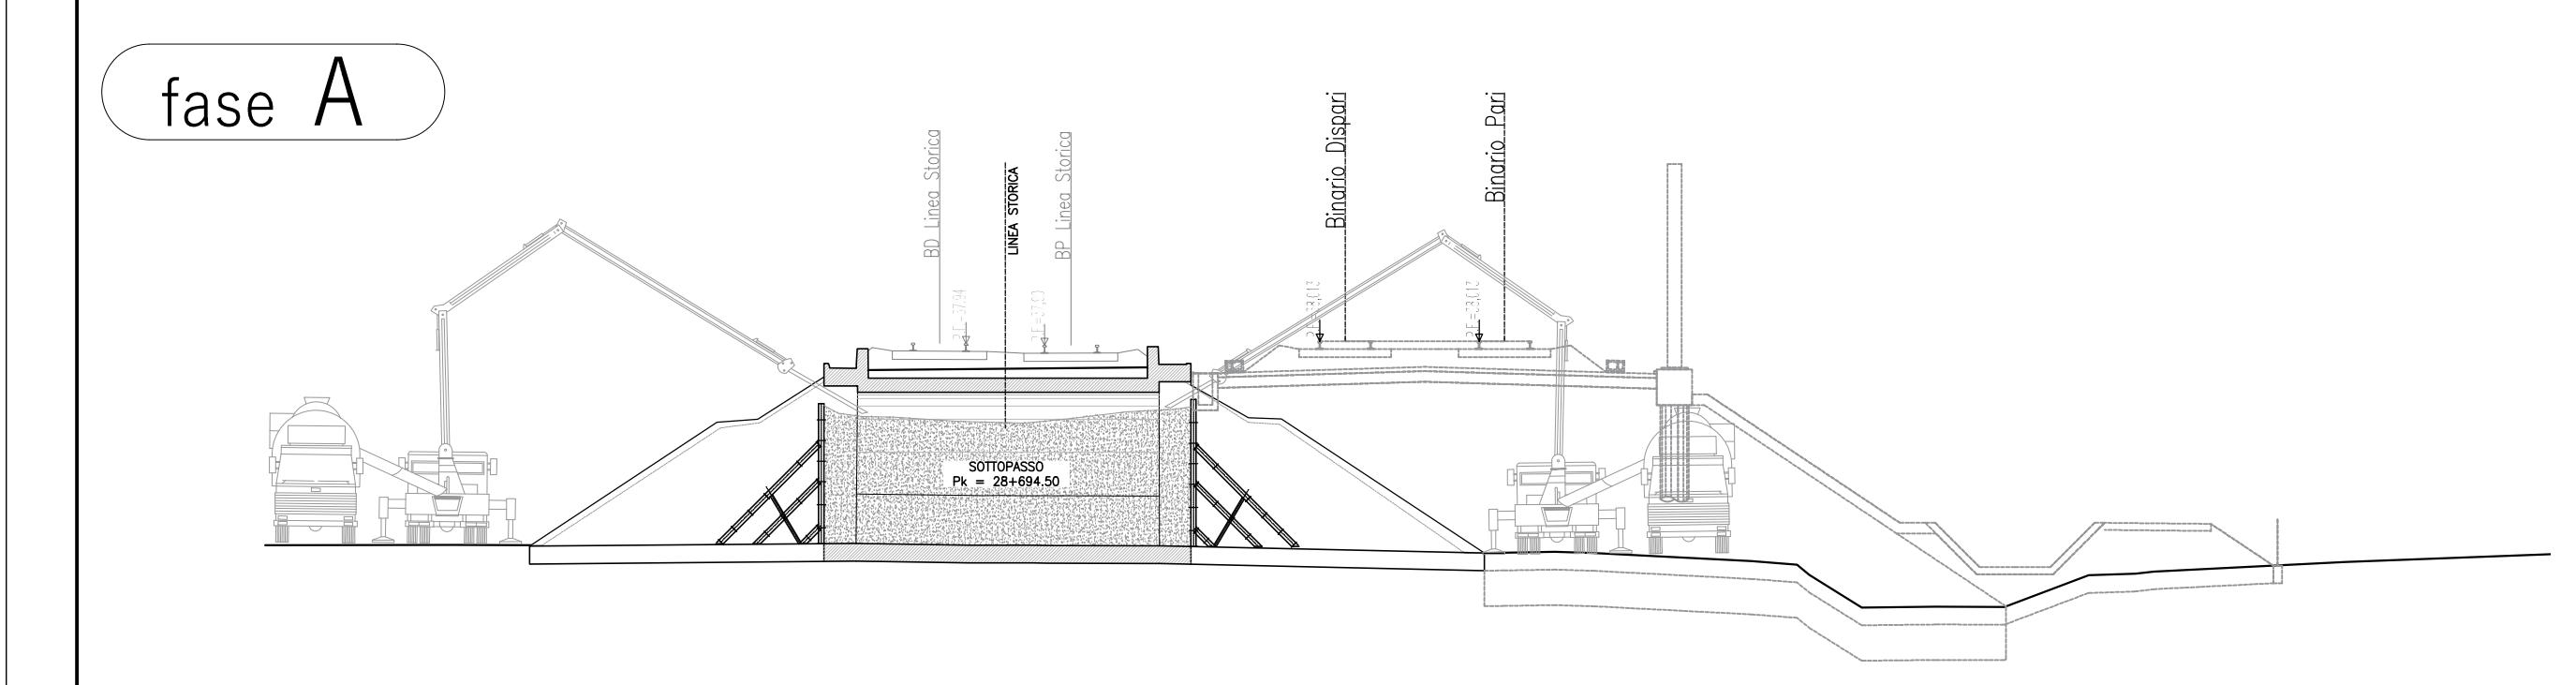 fase A
BD Linea Storica
LINEA STORICA
BP Linea Storica
Binario Dispari
Binario Pari
SOTTOPASSO
Pk = 28+694.50